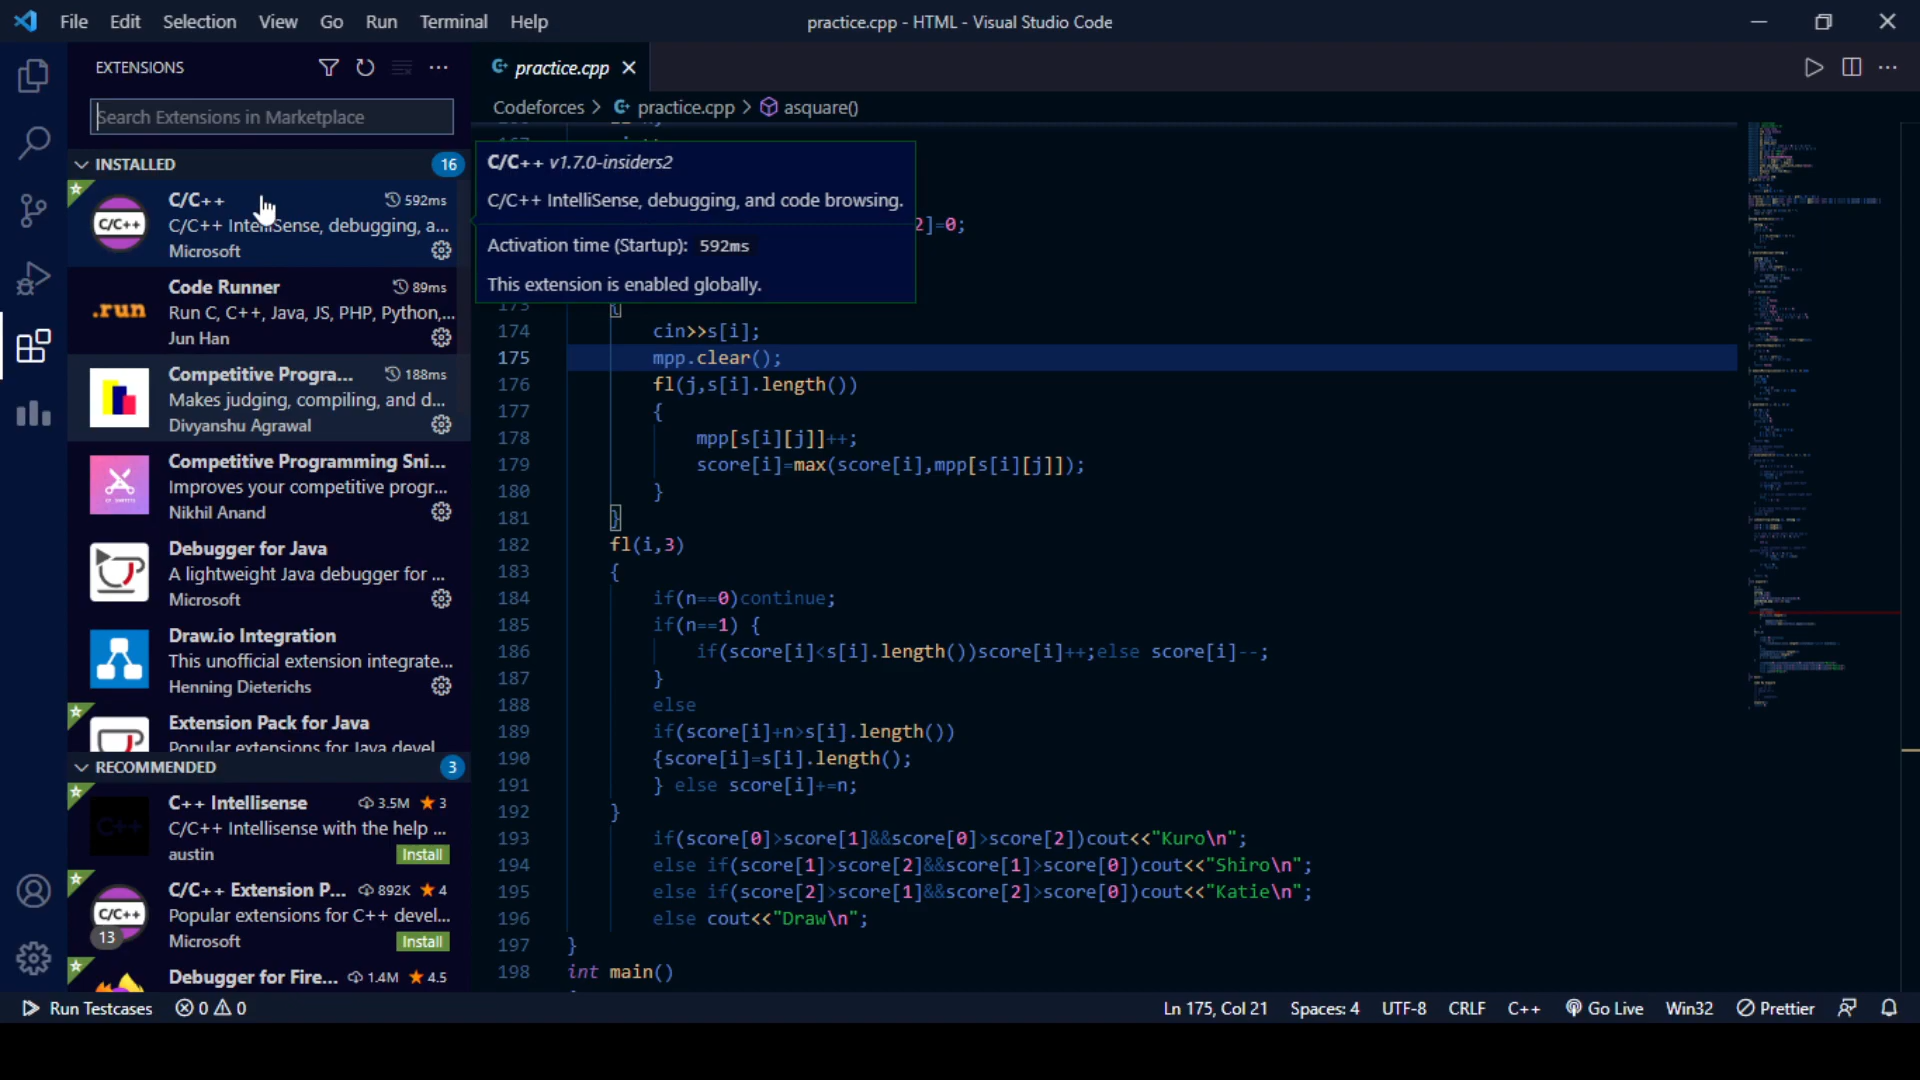 File Edit Selection View Go Run Terminal Help
practice.cpp - HTML - Visual Studio Code
EXTENSIONS
Search Extensions in Marketplace
INSTALLED 16
C/C++ 592ms
C/C++ IntelliSense, debugging, a...
Microsoft
Code Runner 89ms
Run C, C++, Java, JS, PHP, Python,...
Jun Han
Competitive Progra... 188ms
Makes judging, compiling, and d...
Divyanshu Agrawal
Competitive Programming Sni...
Improves your competitive progr...
Nikhil Anand
Debugger for Java
A lightweight Java debugger for ...
Microsoft
Draw.io Integration
This unofficial extension integrate...
Henning Dieterichs
Extension Pack for Java
Popular extensions for Java devel
RECOMMENDED 3
C++ Intellisense 3.5M 3
C/C++ Intellisense with the help ...
austin Install
C/C++ Extension P... 892K 4
Popular extensions for C++ devel...
Microsoft Install
13
Debugger for Fire... 1.4M 4.5
practice.cpp
Codeforces > practice.cpp > asquare()
C/C++ v1.7.0-insiders2
C/C++ IntelliSense, debugging, and code browsing.
2]=0;
Activation time (Startup): 592ms
This extension is enabled globally.
173 {
174 cin>>s[i];
175 mpp.clear();
176 fl(j,s[i].length())
177 {
178 mpp[s[i][j]]++;
179 score[i]=max(score[i],mpp[s[i][j]]);
180 }
181 }
182 fl(i,3)
183 {
184 if(n==0)continue;
185 if(n==1) {
186 if(score[i]<s[i].length())score[i]++;else score[i]--;
187 }
188 else
189 if(score[i]+n>s[i].length())
190 {score[i]=s[i].length();
191 } else score[i]+=n;
192 }
193 if(score[0]>score[1]&&score[0]>score[2])cout<<"Kuro\n";
194 else if(score[1]>score[2]&&score[1]>score[0])cout<<"Shiro\n";
195 else if(score[2]>score[1]&&score[2]>score[0])cout<<"Katie\n";
196 else cout<<"Draw\n";
197 }
198 int main()
Run Testcases 0 0
Ln 175, Col 21 Spaces: 4 UTF-8 CRLF C++ Go Live Win32 Prettier